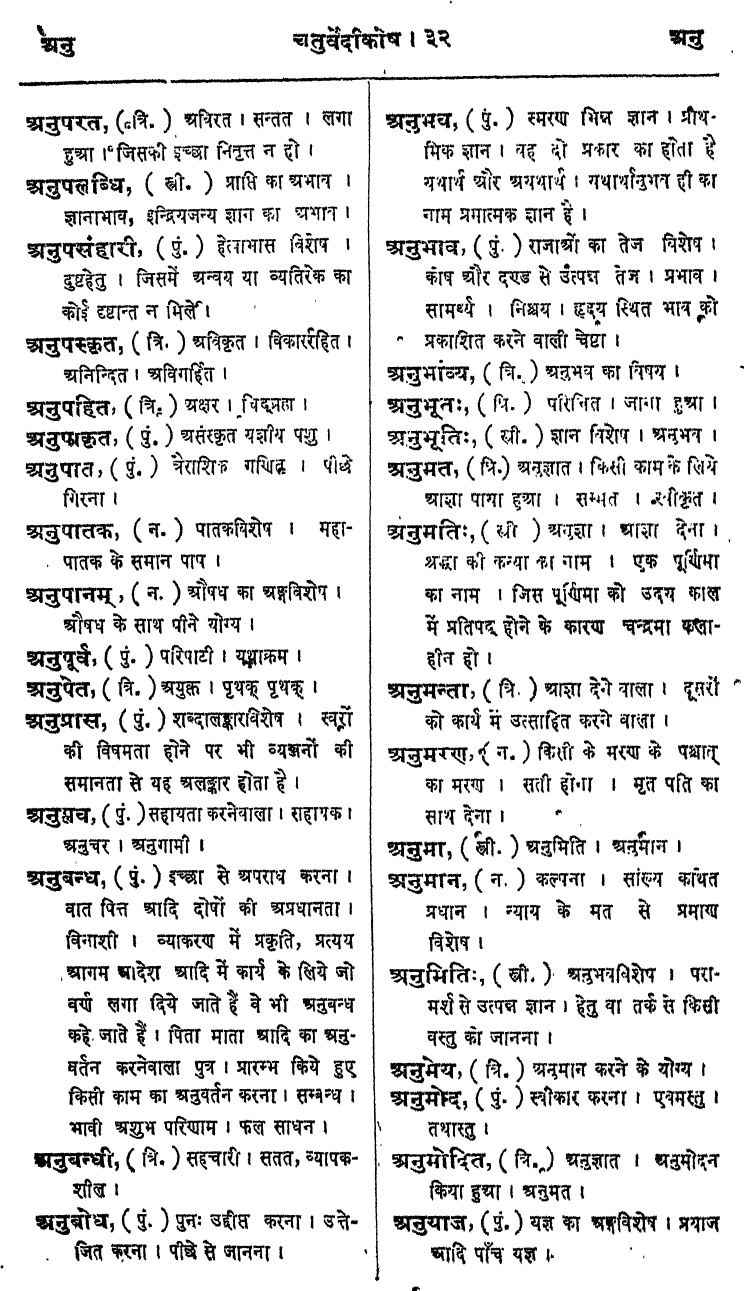 अनु
चतुर्वेदीकोष । ३२
अनु
अनुपरत, ( त्रि. ) अविरत । सन्तत । लगा
हुआ । जिसकी इच्छा निवृत्त न हो ।
अनुपलब्धि, ( स्त्री. ) प्राप्ति का अभाव ।
ज्ञानाभाव, इन्द्रियजन्य ज्ञान का अभाव ।
अनुपसंहारी, ( पुं. ) हेत्वाभास विशेष ।
दुष्टहेतु । जिसमें अन्वय या व्यतिरेक का
कोई दृष्टान्त न मिले ।
अनुपस्कृत, ( त्रि. ) अविकृत । विकाररहित ।
अनिन्दित । अविगर्हित ।
अनुपहित, ( त्रि. ) अक्षर । चिद्ब्रह्म ।
अनुपाकृत, ( पुं. ) असंस्कृत यज्ञीय पशु ।
अनुपात, ( पुं. ) त्रैराशिक गणित । पीछे
गिरना ।
अनुपातक, ( न. ) पातकविशेष । महा-
पातक के समान पाप ।
अनुपानम्, ( न. ) औषध का अङ्गविशेष ।
औषध के साथ पीने योग्य ।
अनुपूर्व, ( पुं. ) परिपाटी । यथाक्रम ।
अनुपेत, ( त्रि. ) अयुक्त । पृथक् पृथक् ।
अनुप्रास, ( पुं. ) शब्दालङ्कारविशेष । स्वरों
की विषमता होने पर भी व्यञ्जनों की
समानता से यह अलङ्कार होता है ।
अनुप्लव, ( पुं. ) सहायता करनेवाला । सहायक ।
अनुचर । अनुगामी ।
अनुबन्ध, ( पुं. ) इच्छा से अपराध करना ।
वात पित्त आदि दोषों की अप्रधानता ।
विनाशी । व्याकरण में प्रकृति, प्रत्यय
आगम आदेश आदि में कार्य के लिये जो
वर्ण लगा दिये जाते हैं वे भी अनुबन्ध
कहे जाते हैं । पिता माता आदि का अनु-
वर्तन करनेवाला पुत्र । प्रारम्भ किये हुए
किसी काम का अनुवर्तन करना । सम्बन्ध ।
भावी अशुभ परिणाम । फल साधन ।
अनुबन्धी, ( त्रि. ) सहचारी । सतत, व्यापक-
शील ।
अनुबोध, ( पुं. ) पुनः उद्दीप्त करना । उत्ते-
जित करना । पीछे से जानना ।
अनुभव, ( पुं. ) स्मरण भिन्न ज्ञान । प्राथ-
मिक ज्ञान । वह दो प्रकार का होता है
यथार्थ और अयथार्थ । यथार्थानुभव ही का
नाम प्रमात्मक ज्ञान है ।
अनुभाव, ( पुं. ) राजाओं का तेज विशेष ।
कोष और दण्ड से उत्पन्न तेज । प्रभाव ।
सामर्थ्य । निश्चय । हृदय स्थित भाव को
प्रकाशित करने वाली चेष्टा ।
अनुभाव्य, ( त्रि. ) अनुभव का विषय ।
अनुभूतः, ( त्रि. ) परिचित । जाना हुआ ।
अनुभूतिः, ( स्त्री. ) ज्ञान विशेष । अनुभव ।
अनुमत, ( त्रि. ) अनुज्ञात । किसी काम के लिये
आज्ञा पाया हुआ । सम्मत । स्वीकृत ।
अनुमतिः, ( स्त्री ) अनुज्ञा । आज्ञा देना ।
श्रद्धा की कन्या का नाम । एक पूर्णिमा
का नाम । जिस पूर्णिमा को उदय काल
में प्रतिपद् होने के कारण चन्द्रमा कला-
हीन हो ।
अनुमन्ता, ( त्रि. ) आज्ञा देने वाला । दूसरों
को कार्य में उत्साहित करने वाला ।
अनुमरण, ( न. ) किसी के मरण के पश्चात्
का मरण । सती होना । मृत पति का
साथ देना ।
अनुमा, ( स्त्री. ) अनुमिति । अनुमान ।
अनुमान, ( न. ) कल्पना । सांख्य कथित
प्रधान । न्याय के मत से प्रमाण
विशेष ।
अनुमितिः, ( स्त्री. ) अनुभवविशेष । परा-
मर्श से उत्पन्न ज्ञान । हेतु वा तर्क से किसी
वस्तु को जानना ।
अनुमेय, ( त्रि. ) अनुमान करने के योग्य ।
अनुमोद, ( पुं. ) स्वीकार करना । एवमस्तु ।
तथास्तु ।
अनुमोदित, ( त्रि. ) अनुज्ञात । अनुमोदन
किया हुआ । अनुमत ।
अनुयाज, ( पुं. ) यज्ञ का अङ्गविशेष । प्रयाज
आदि पाँच यज्ञ ।